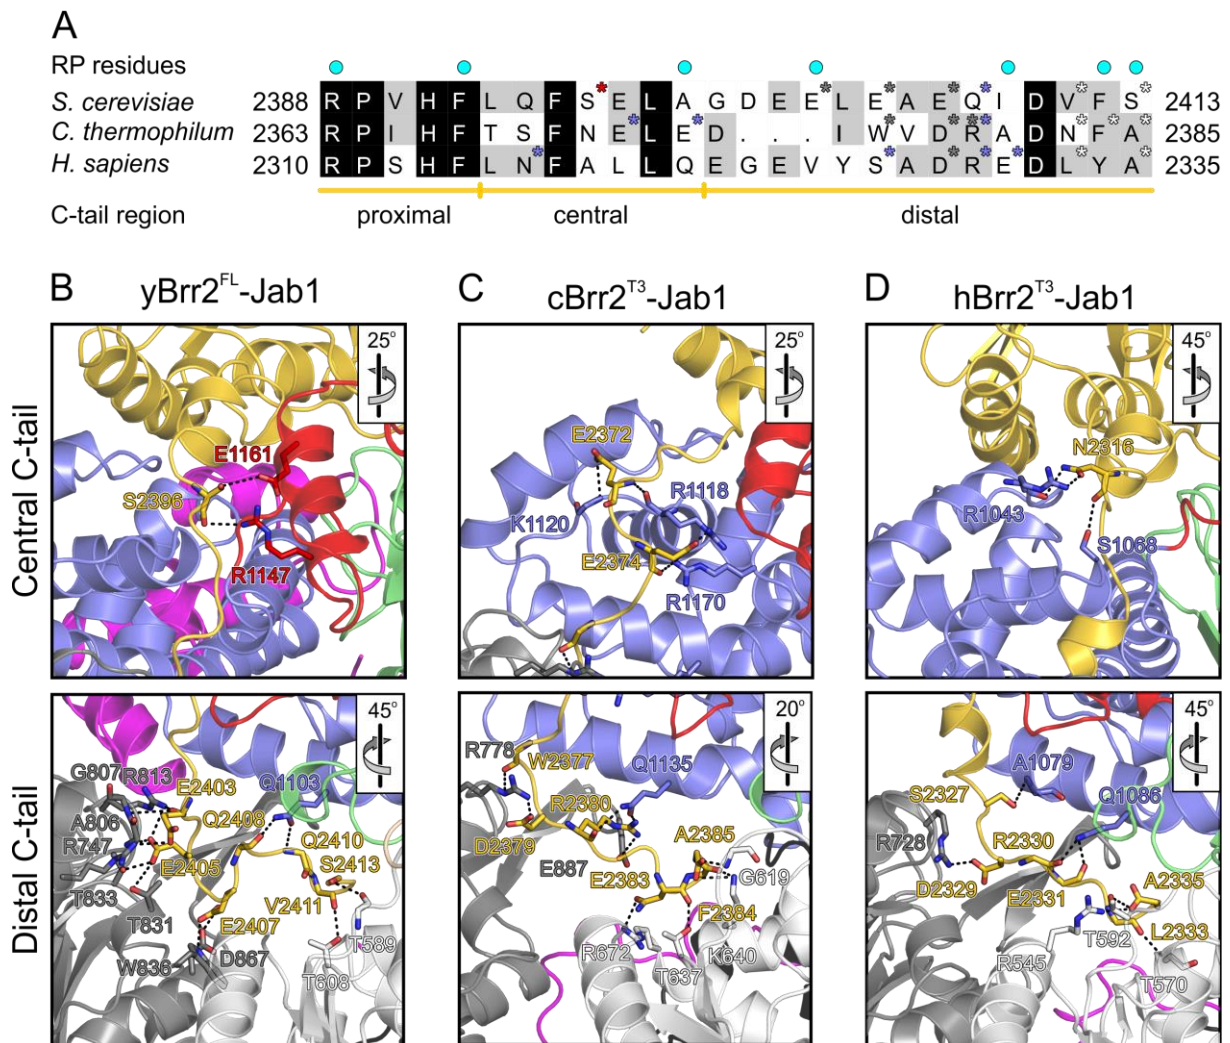 A
RP residues
S. cerevisiae 2388 R P V H F L Q F S E L A G D E E L E A E Q I D V F S 2413
C. thermophilum 2363 R P I H F T S F N E L E D . . . I W V D R A D N F A 2385
H. sapiens 2310 R P S H F L N F A L L Q E G E V Y S A D R E D L Y A 2335
C-tail region proximal central distal
B yBrr2FL-Jab1
C cBrr2T3-Jab1
D hBrr2T3-Jab1
Central C-tail
25°
E1161
S2396
R1147
25°
E2372
R1118
K1120
E2374
R1170
45°
N2316
R1043
S1068
Distal C-tail
45°
G807
R813
E2403
Q1103
A806
Q2408
R747
Q2410
E2405
S2413
T833
V2411
T831
E2407
T589
W836
D867
T608
20°
R778
W2377
Q1135
R2380
D2379
A2385
E887
E2383
G619
F2384
R672
K640
T637
45°
A1079
S2327
Q1086
R728
R2330
D2329
A2335
E2331
L2333
T592
R545
T570